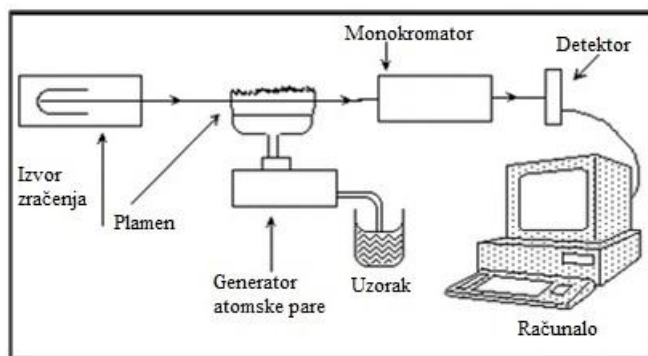 Monokromator
Detektor
Izvor
zračenja
Plamen
Generator
atomske pare
Uzorak
Računalo